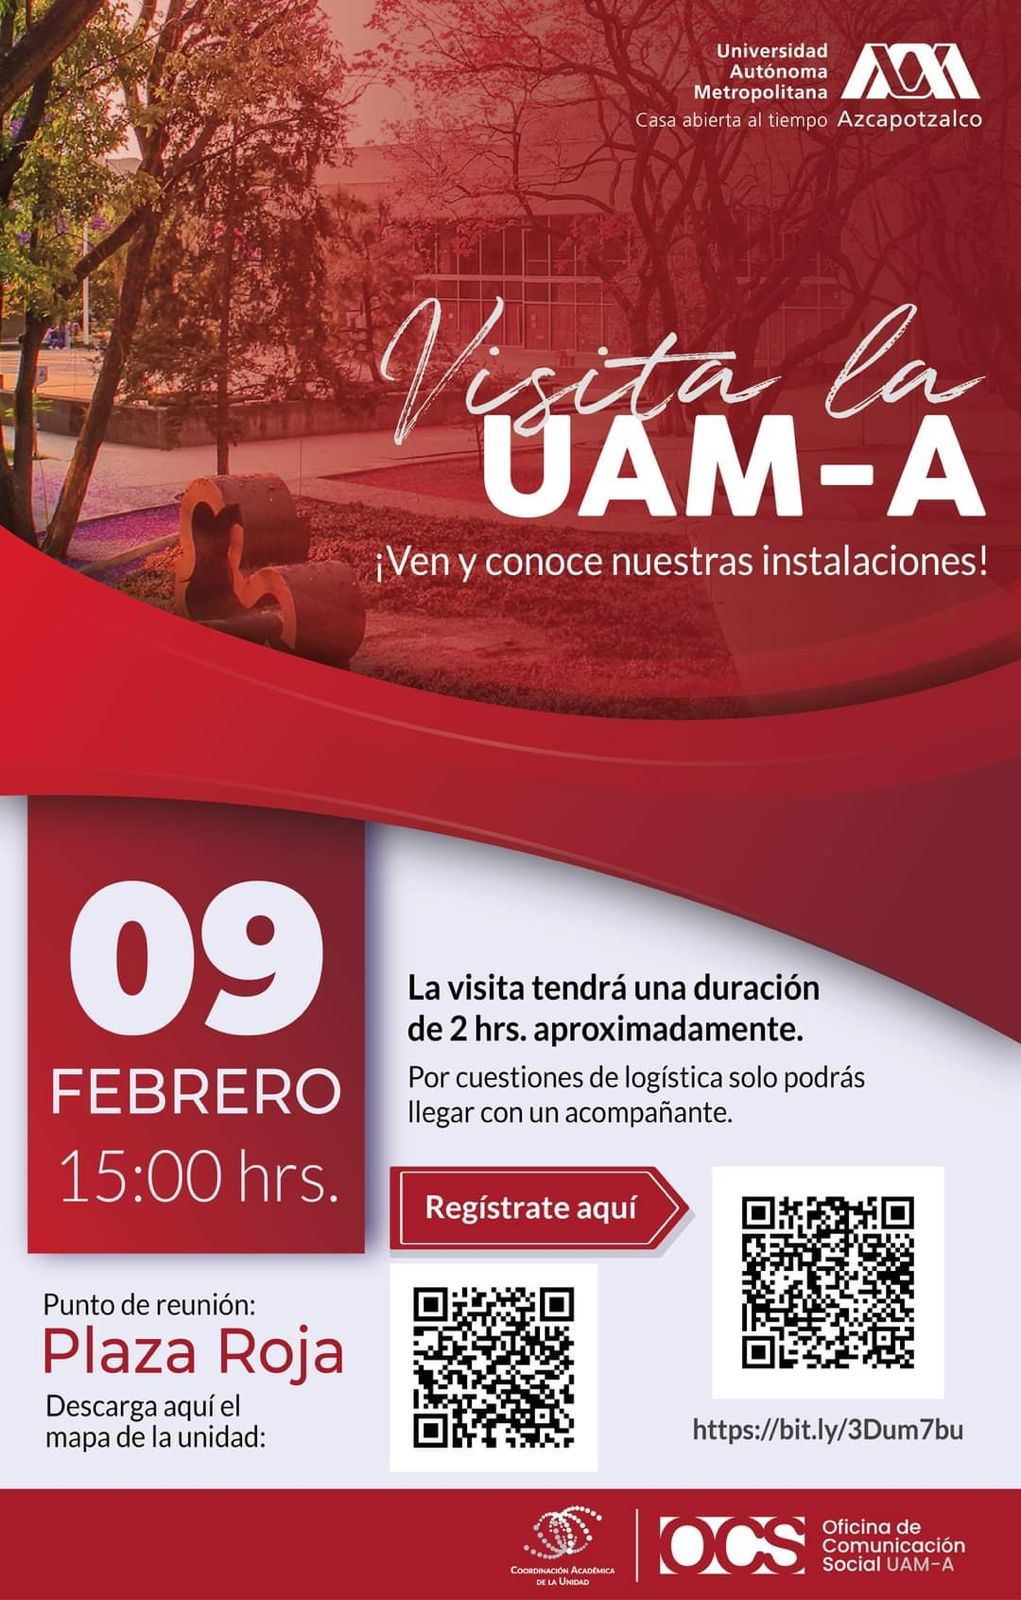 Universidad
Autónoma
Metropolitana
Casa abierta al tiempo Azcapotzalco
Visita la
UAM-A
¡Ven y conoce nuestras instalaciones!
09
FEBRERO
15:00 hrs.
La visita tendrá una duración
de 2 hrs. aproximadamente.
Por cuestiones de logística solo podrás
llegar con un acompañante.
Regístrate aquí
https://bit.ly/3Dum7bu
Punto de reunión:
Plaza Roja
Descarga aquí el
mapa de la unidad:
Coordinación Académica
de la Unidad
OCS
Oficina de
Comunicación
Social UAM-A